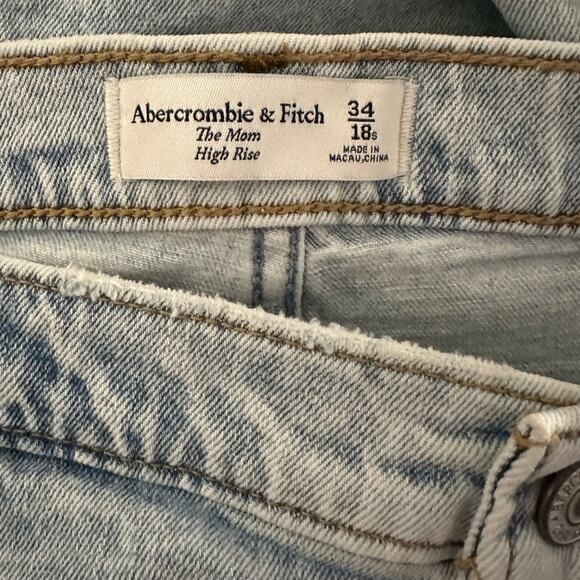 Abercrombie & Fitch
The Mom
High Rise
34
18s
MADE IN
MACAU, CHINA